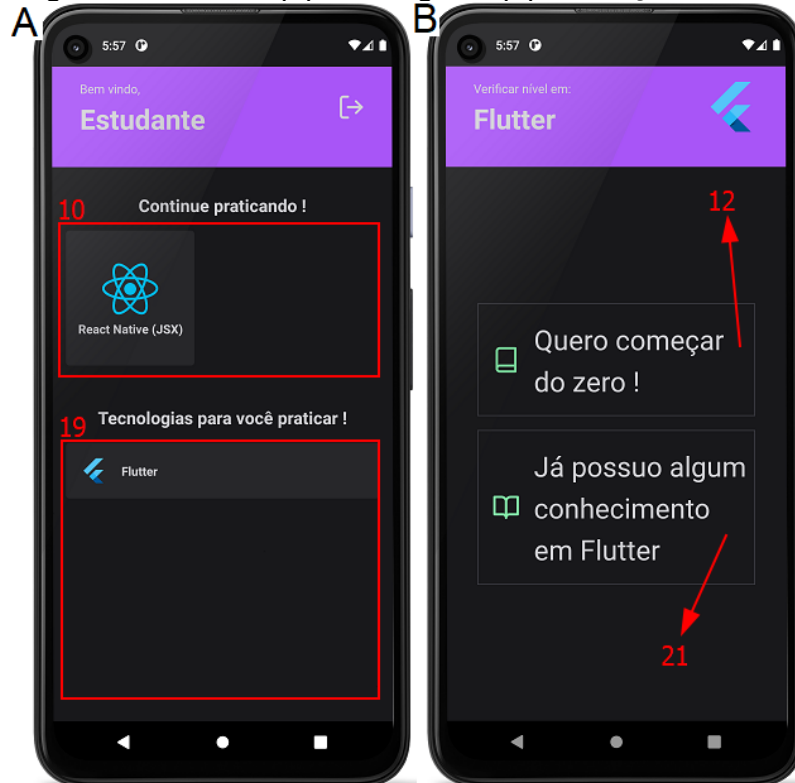 A
5:57
Bem vindo,
Estudante
10
Continue praticando !
React Native (JSX)
19
Tecnologias para você praticar !
Flutter
B
5:57
Verificar nível em:
Flutter
12
Quero começar
do zero !
Já possuo algum
conhecimento
em Flutter
21